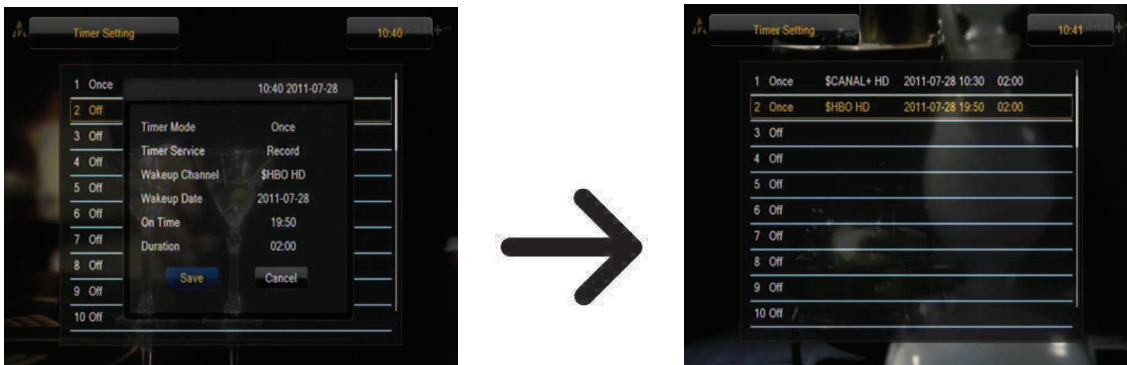 Timer Setting 10:40
1 Once 10:40 2011-07-28
2 Off
3 Off
4 Off
5 Off
6 Off
7 Off
8 Off
9 Off
10 Off
Timer Mode Once
Timer Service Record
Wakeup Channel $HBO HD
Wakeup Date 2011-07-28
On Time 19:50
Duration 02:00
Save Cancel
Timer Setting 10:41
1 Once $CANAL+ HD 2011-07-28 10:30 02:00
2 Once $HBO HD 2011-07-28 19:50 02:00
3 Off
4 Off
5 Off
6 Off
7 Off
8 Off
9 Off
10 Off